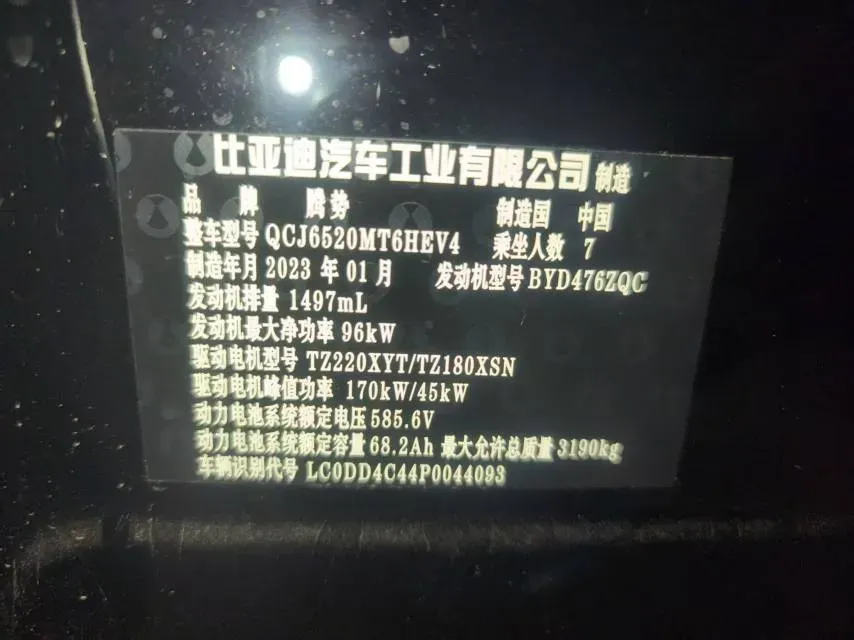 比亚迪汽车工业有限公司 制造
品 牌 腾势 制造国 中国
整车型号 QCJ6520MT6HEV4 乘坐人数 7
制造年月 2023 年 01 月 发动机型号 BYD476ZQC
发动机排量 1497mL
发动机最大净功率 96kW
驱动电机型号 TZ220XYT/TZ180XSN
驱动电机峰值功率 170kW/45kW
动力电池系统额定电压 585.6V
动力电池系统额定容量 68.2Ah 最大允许总质量 3190kg
车辆识别代号 LC0DD4C44P0044093